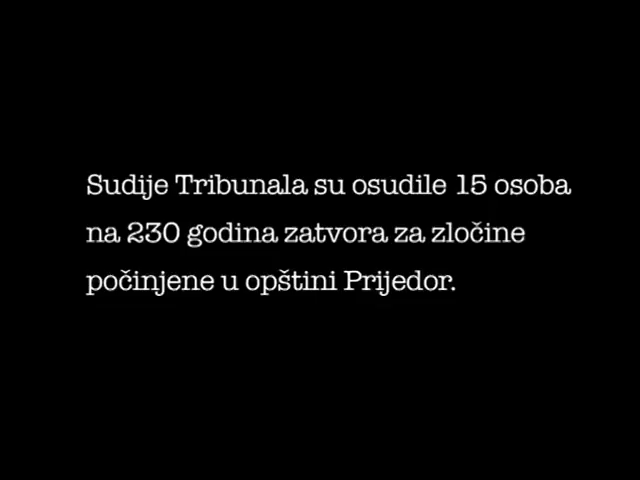 Sudije Tribunala su osudile 15 osoba
na 230 godina zatvora za zločine
počinjene u opštini Prijedor.